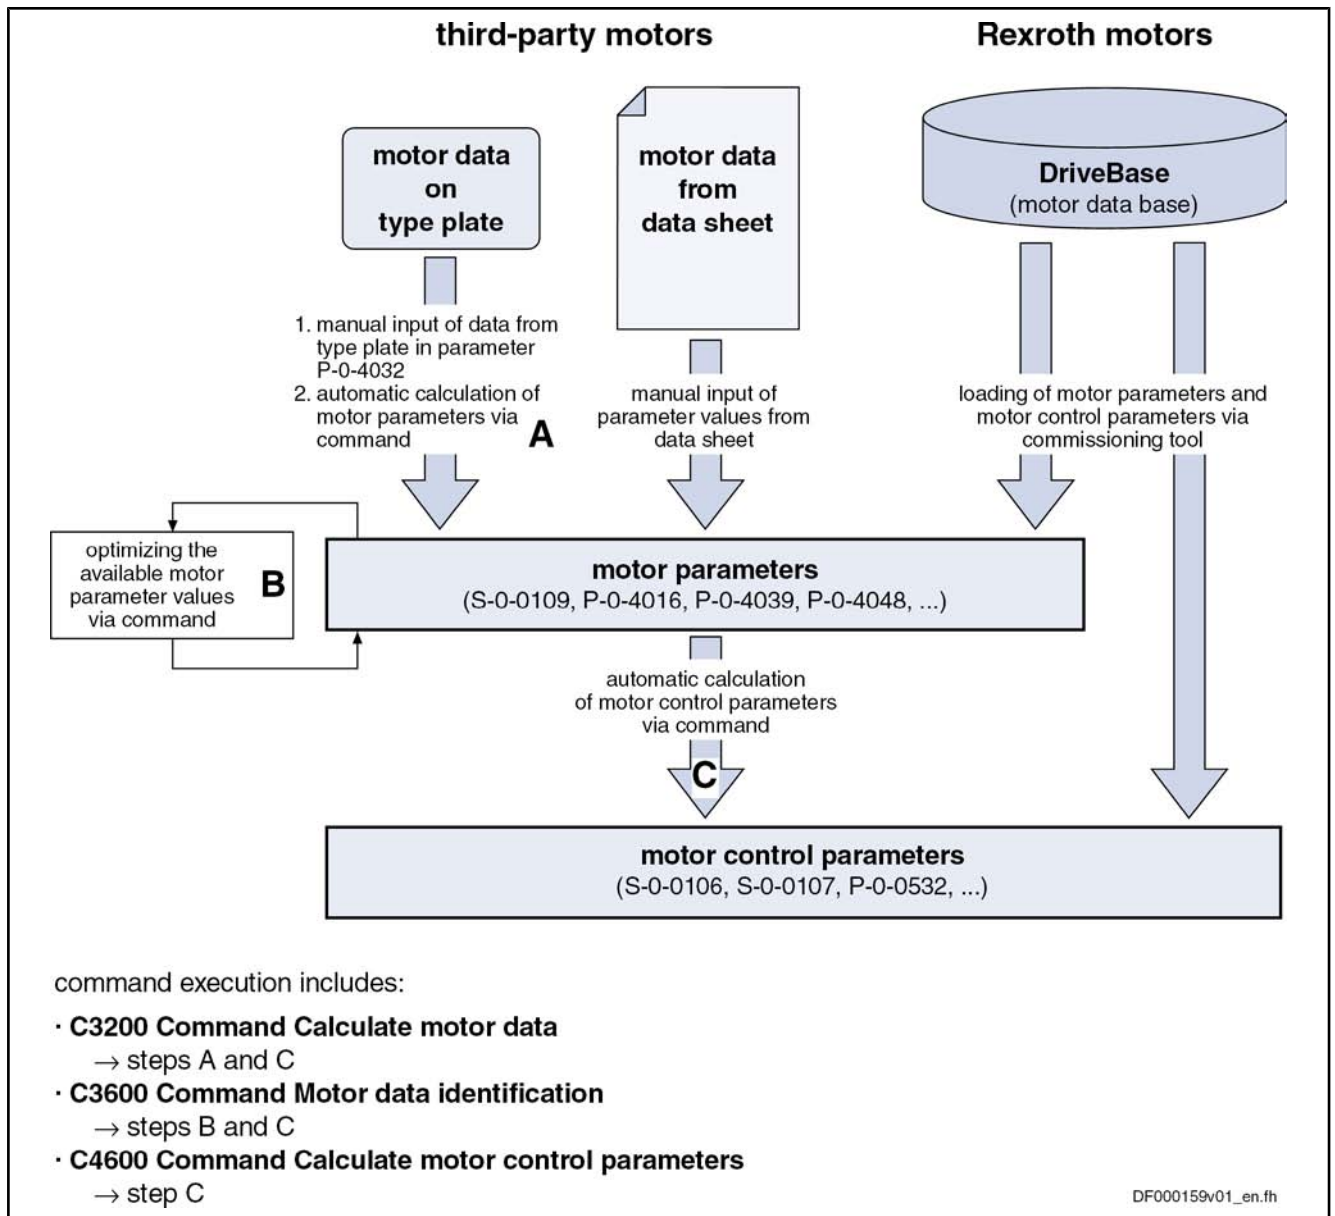 third-party motors
Rexroth motors
motor data
on
type plate
motor data
from
data sheet
DriveBase
(motor data base)
1. manual input of data from
type plate in parameter
P-0-4032
2. automatic calculation of
motor parameters via
command
A
manual input of
parameter values from
data sheet
loading of motor parameters and
motor control parameters via
commissioning tool
optimizing the
available motor
parameter values
via command
B
motor parameters
(S-0-0109, P-0-4016, P-0-4039, P-0-4048, ...)
automatic calculation
of motor control parameters
via command
C
motor control parameters
(S-0-0106, S-0-0107, P-0-0532, ...)
command execution includes:
· C3200 Command Calculate motor data
→ steps A and C
· C3600 Command Motor data identification
→ steps B and C
· C4600 Command Calculate motor control parameters
→ step C
DF000159v01_en.fh